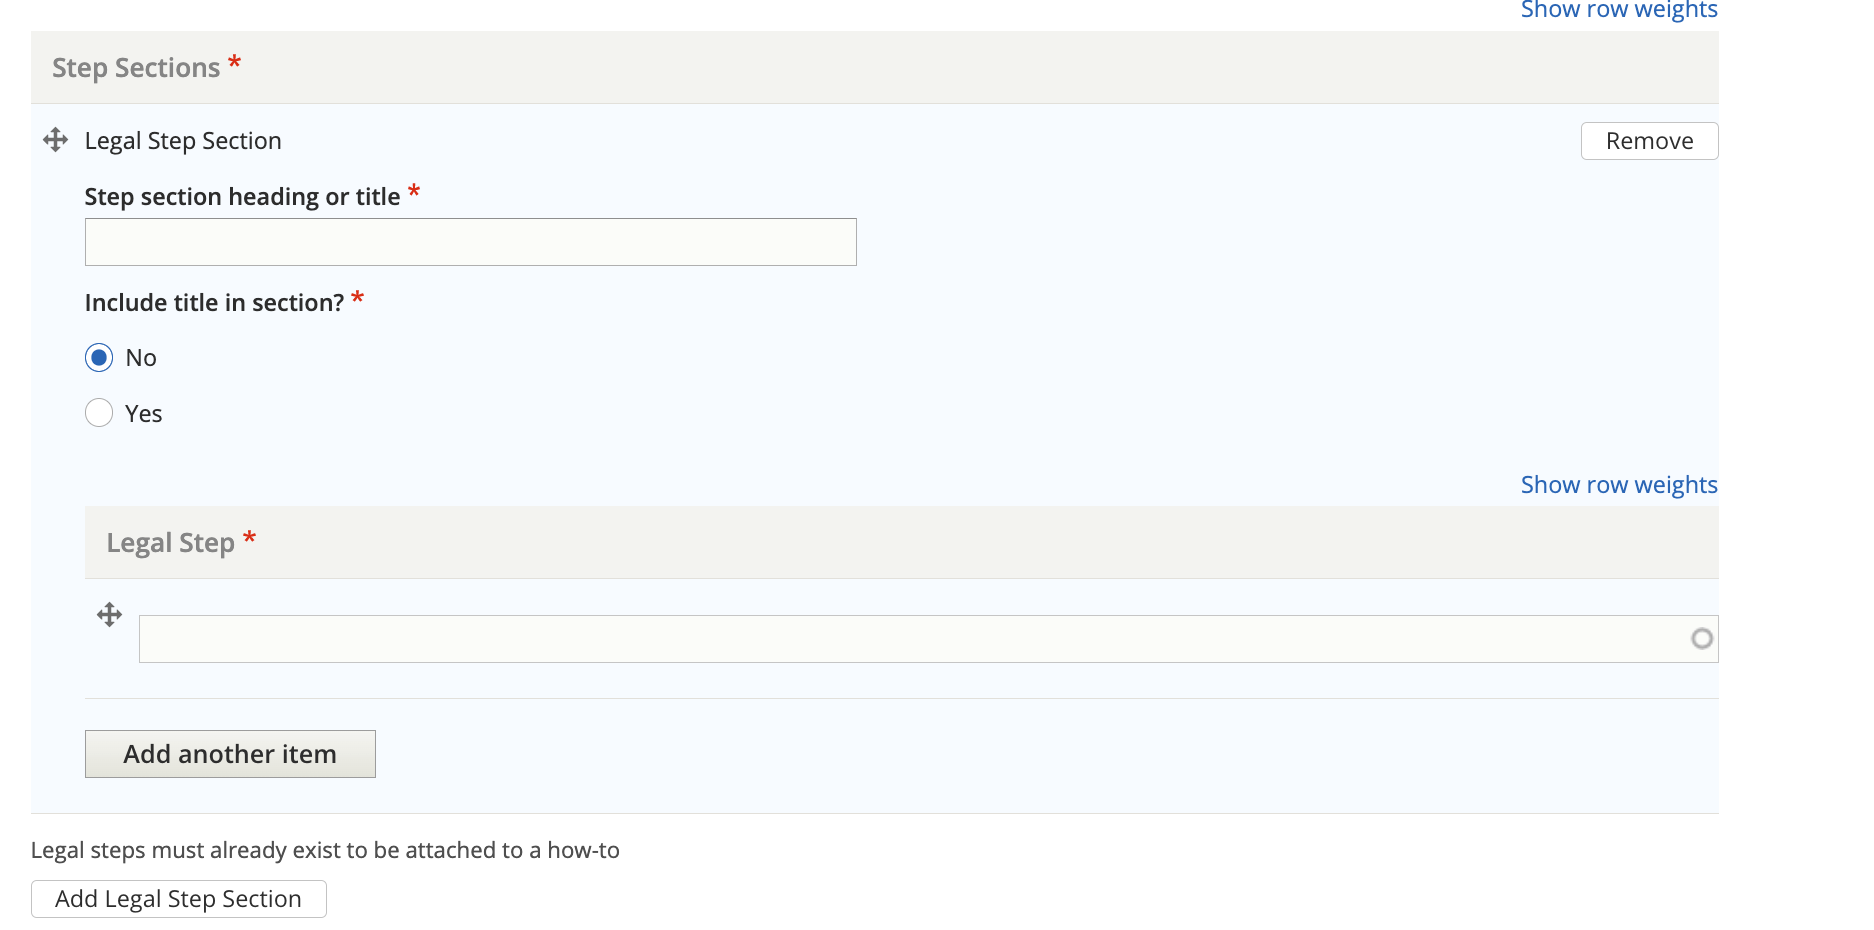 Show row weights
Step Sections *
Legal Step Section
Remove
Step section heading or title *
Include title in section? *
No
Yes
Show row weights
Legal Step *
Add another item
Legal steps must already exist to be attached to a how-to
Add Legal Step Section